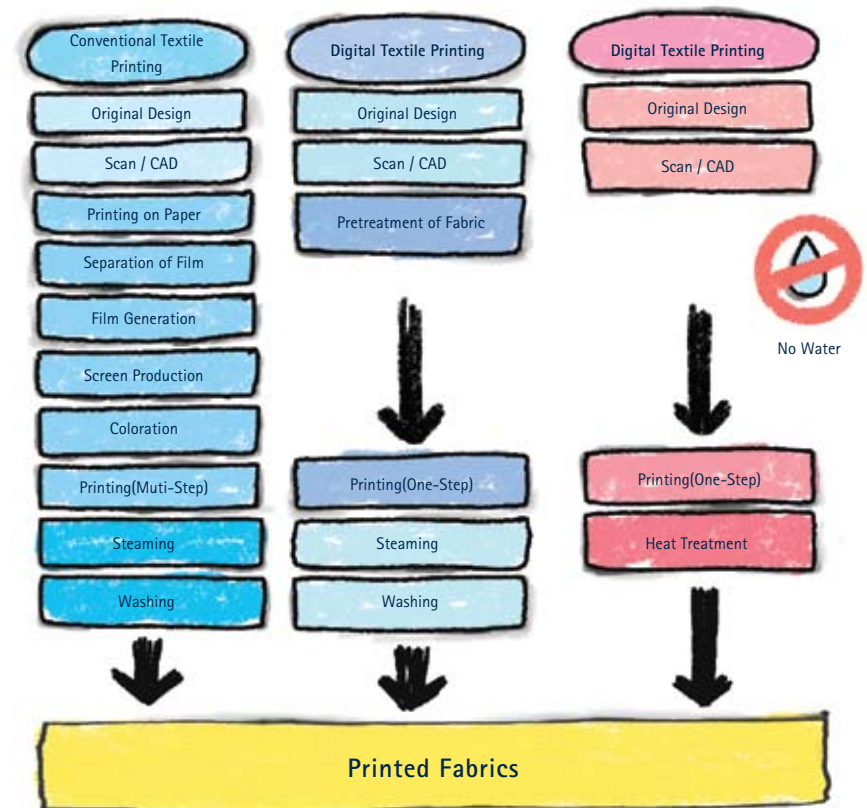 Conventional Textile
Printing
Original Design
Scan / CAD
Printing on Paper
Separation of Film
Film Generation
Screen Production
Coloration
Printing(Muti-Step)
Steaming
Washing
Digital Textile Printing
Original Design
Scan / CAD
Pretreatment of Fabric
Printing(One-Step)
Steaming
Washing
Digital Textile Printing
Original Design
Scan / CAD
No Water
Printing(One-Step)
Heat Treatment
Printed Fabrics